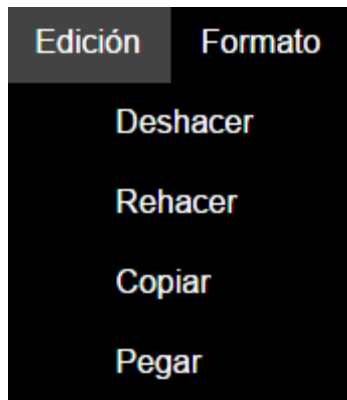 Edición Formato
Deshacer
Rehacer
Copiar
Pegar